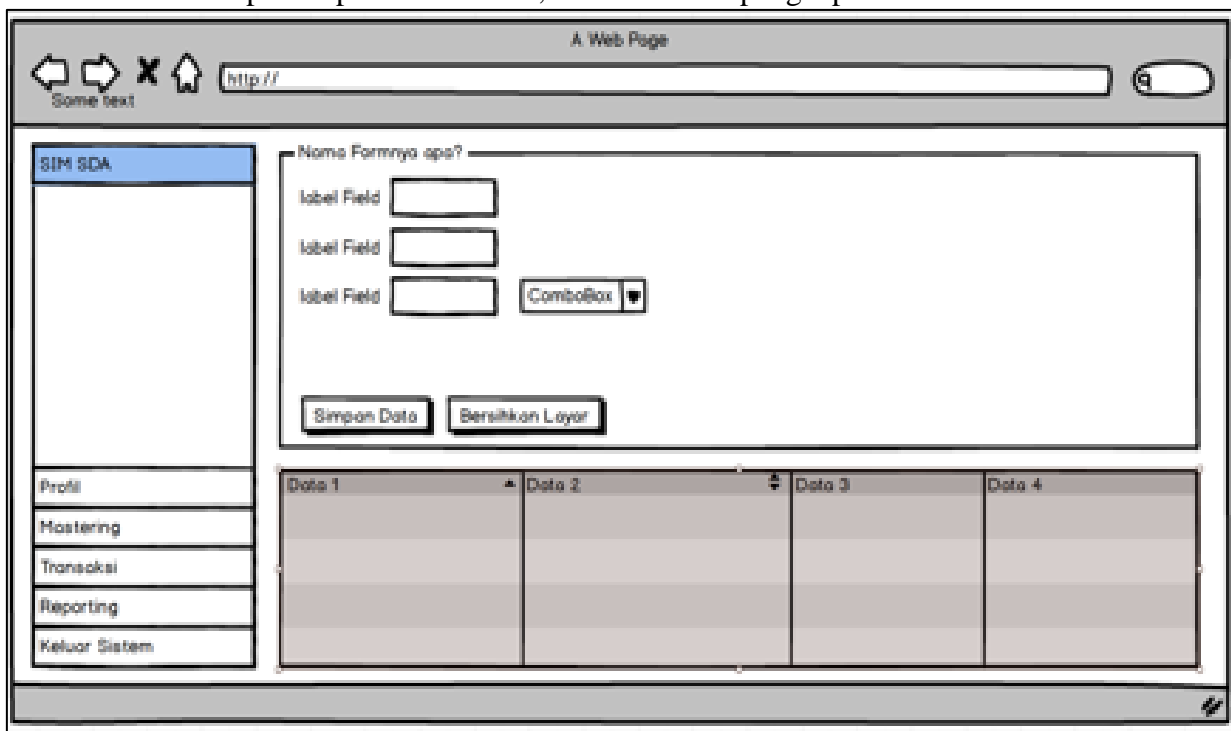 A Web Page
http://
Some text
SIM SDA
Nama Formnya apa?
label Field
label Field
label Field
ComboBox
Simpan Data
Bersihkan Layar
Profil
Mastering
Transaksi
Reporting
Keluar Sistem
Data 1
Data 2
Data 3
Data 4